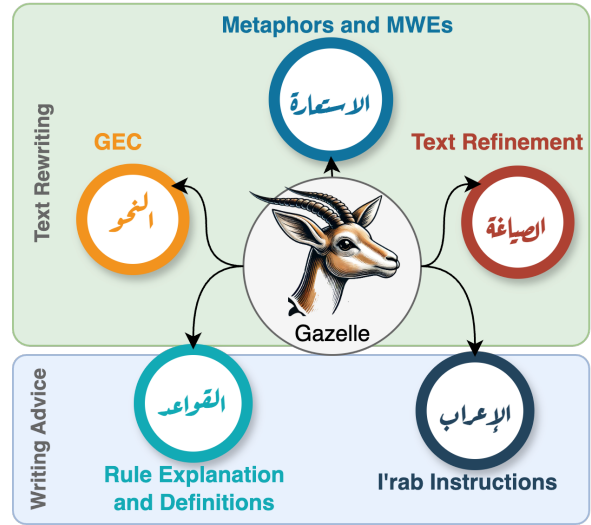 Metaphors and MWEs
الاستعارة
GEC
النحو
Text Refinement
الصياغة
Text Rewriting
Gazelle
القواعد
Rule Explanation
and Definitions
الإعراب
I'rab Instructions
Writing Advice